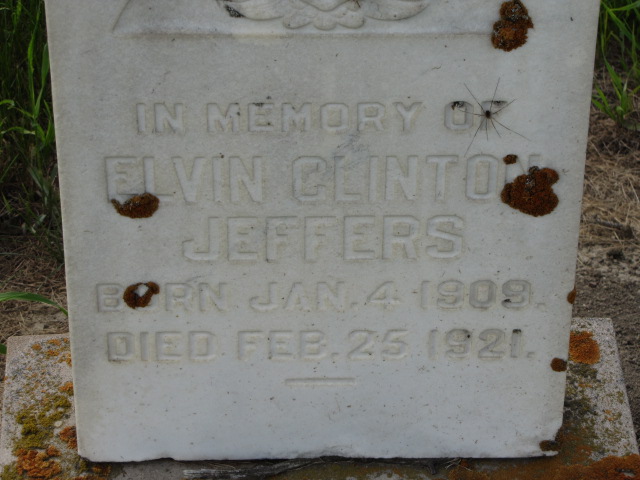 IN MEMORY OF
ELVIN CLINTON
JEFFERS
BORN JAN. 4 1909.
DIED FEB. 25 1921.